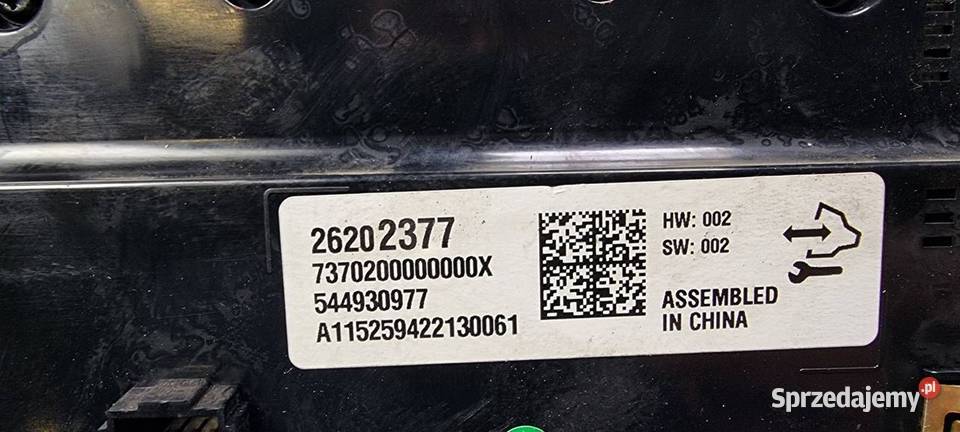 26202377
7370200000000X
544930977
A115259422130061
HW: 002
SW: 002
ASSEMBLED
IN CHINA
Sprzedajemy.pl